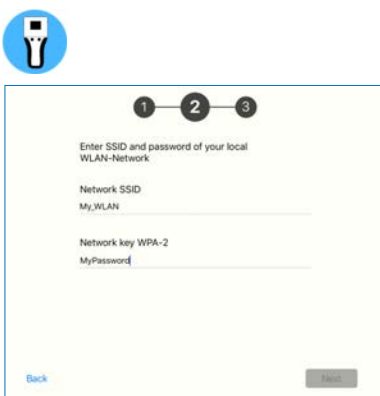 1 2 3
Enter SSID and password of your local
WLAN-Network
Network SSID
My_WLAN
Network key WPA-2
MyPassword
Back
Next